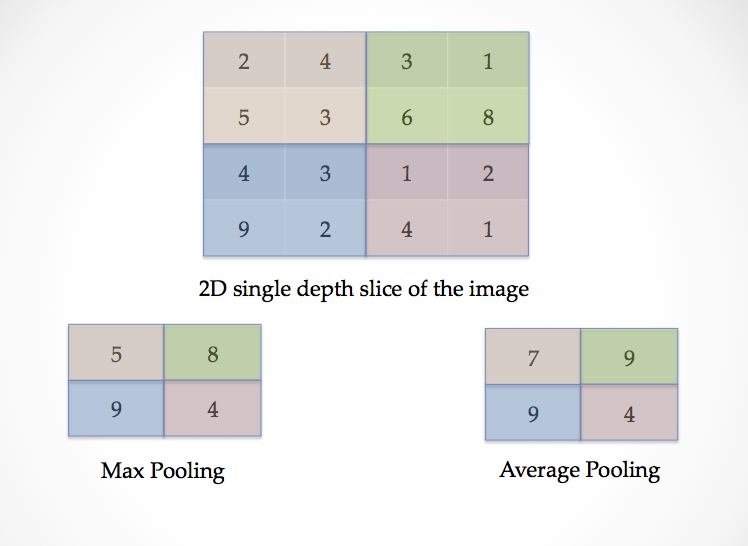 2 4 3 1
5 3 6 8
4 3 1 2
9 2 4 1
2D single depth slice of the image
5 8
9 4
Max Pooling
7 9
9 4
Average Pooling